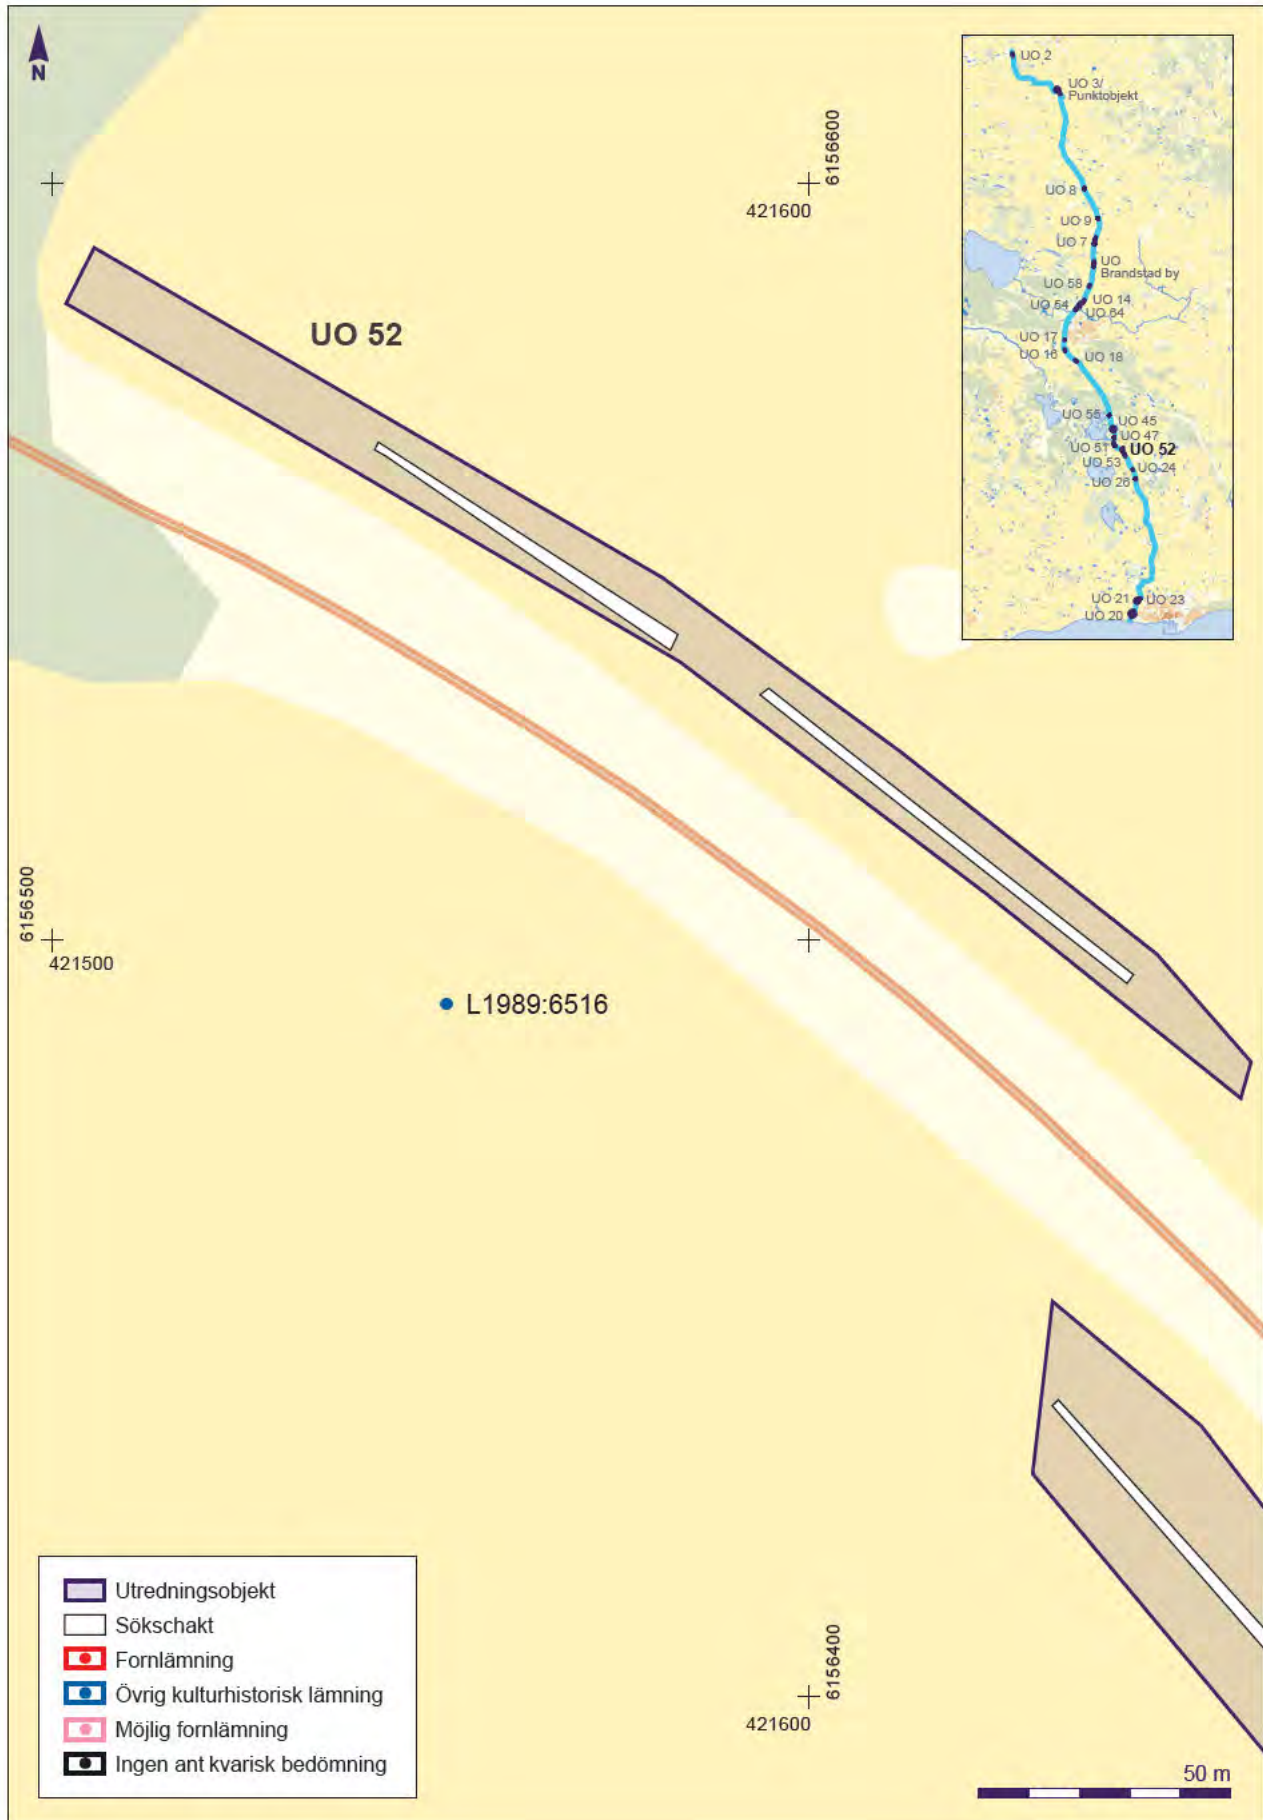 N
UO 2
UO 3/
Punktobjekt
UO 8
UO 9
UO 7
UO
Brandstad by
UO 58
UO 14
UO 54
UO 64
UO 17
UO 16
UO 18
UO 55
UO 45
UO 47
UO 51
UO 52
UO 53
UO 24
UO 26
UO 21
UO 23
UO 20
6156600
421600
UO 52
6156500
421500
L1989:6516
6156400
421600
Utredningsobjekt
Sökschakt
Fornlämning
Övrig kulturhistorisk lämning
Möjlig fornlämning
Ingen ant kvarisk bedömning
50 m